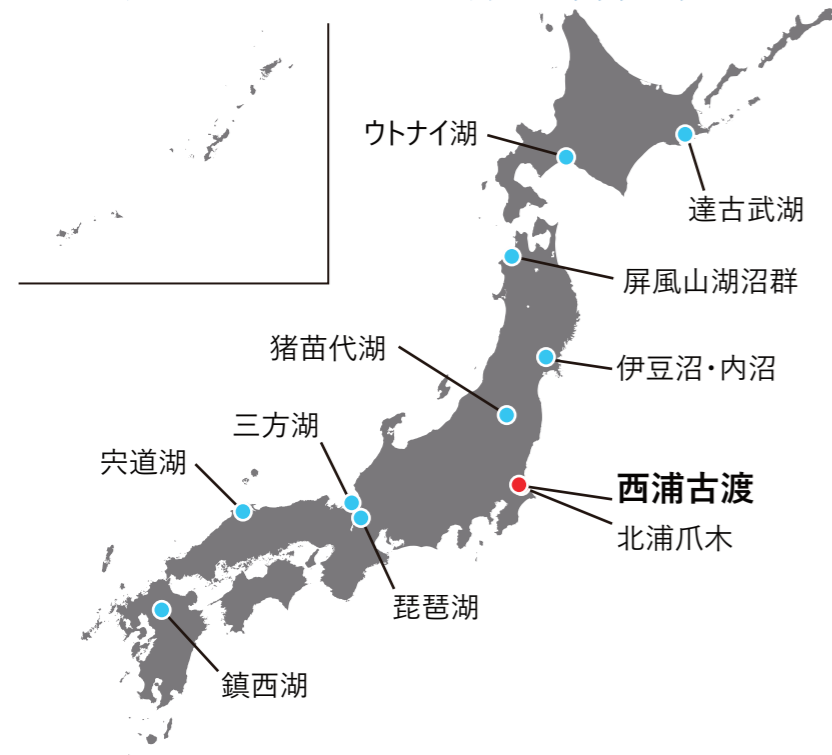 ウトナイ湖
達古武湖
屏風山湖沼群
猪苗代湖
伊豆沼・内沼
三方湖
宍道湖
西浦古渡
北浦爪木
琵琶湖
鎮西湖